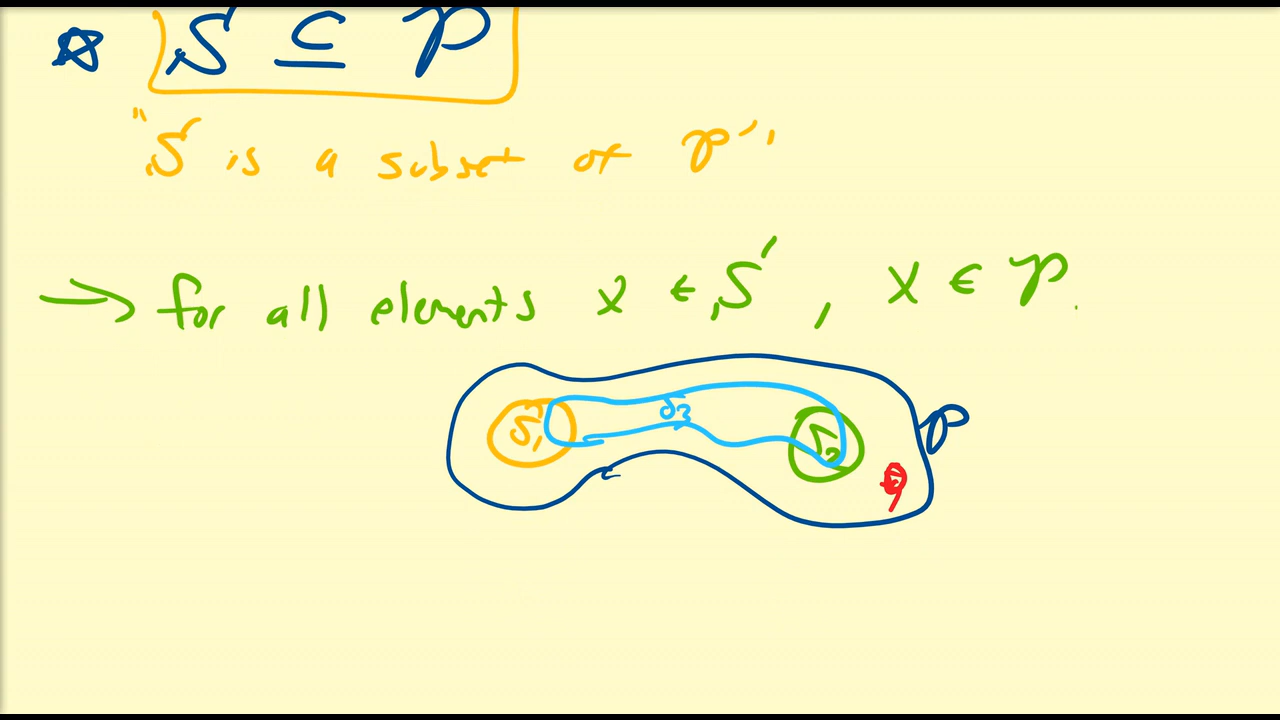 ☆ S ⊆ P
"S is a subset of P",
→ for all elements x ∈ S, x ∈ P.
S₁ S₃ S₂ P